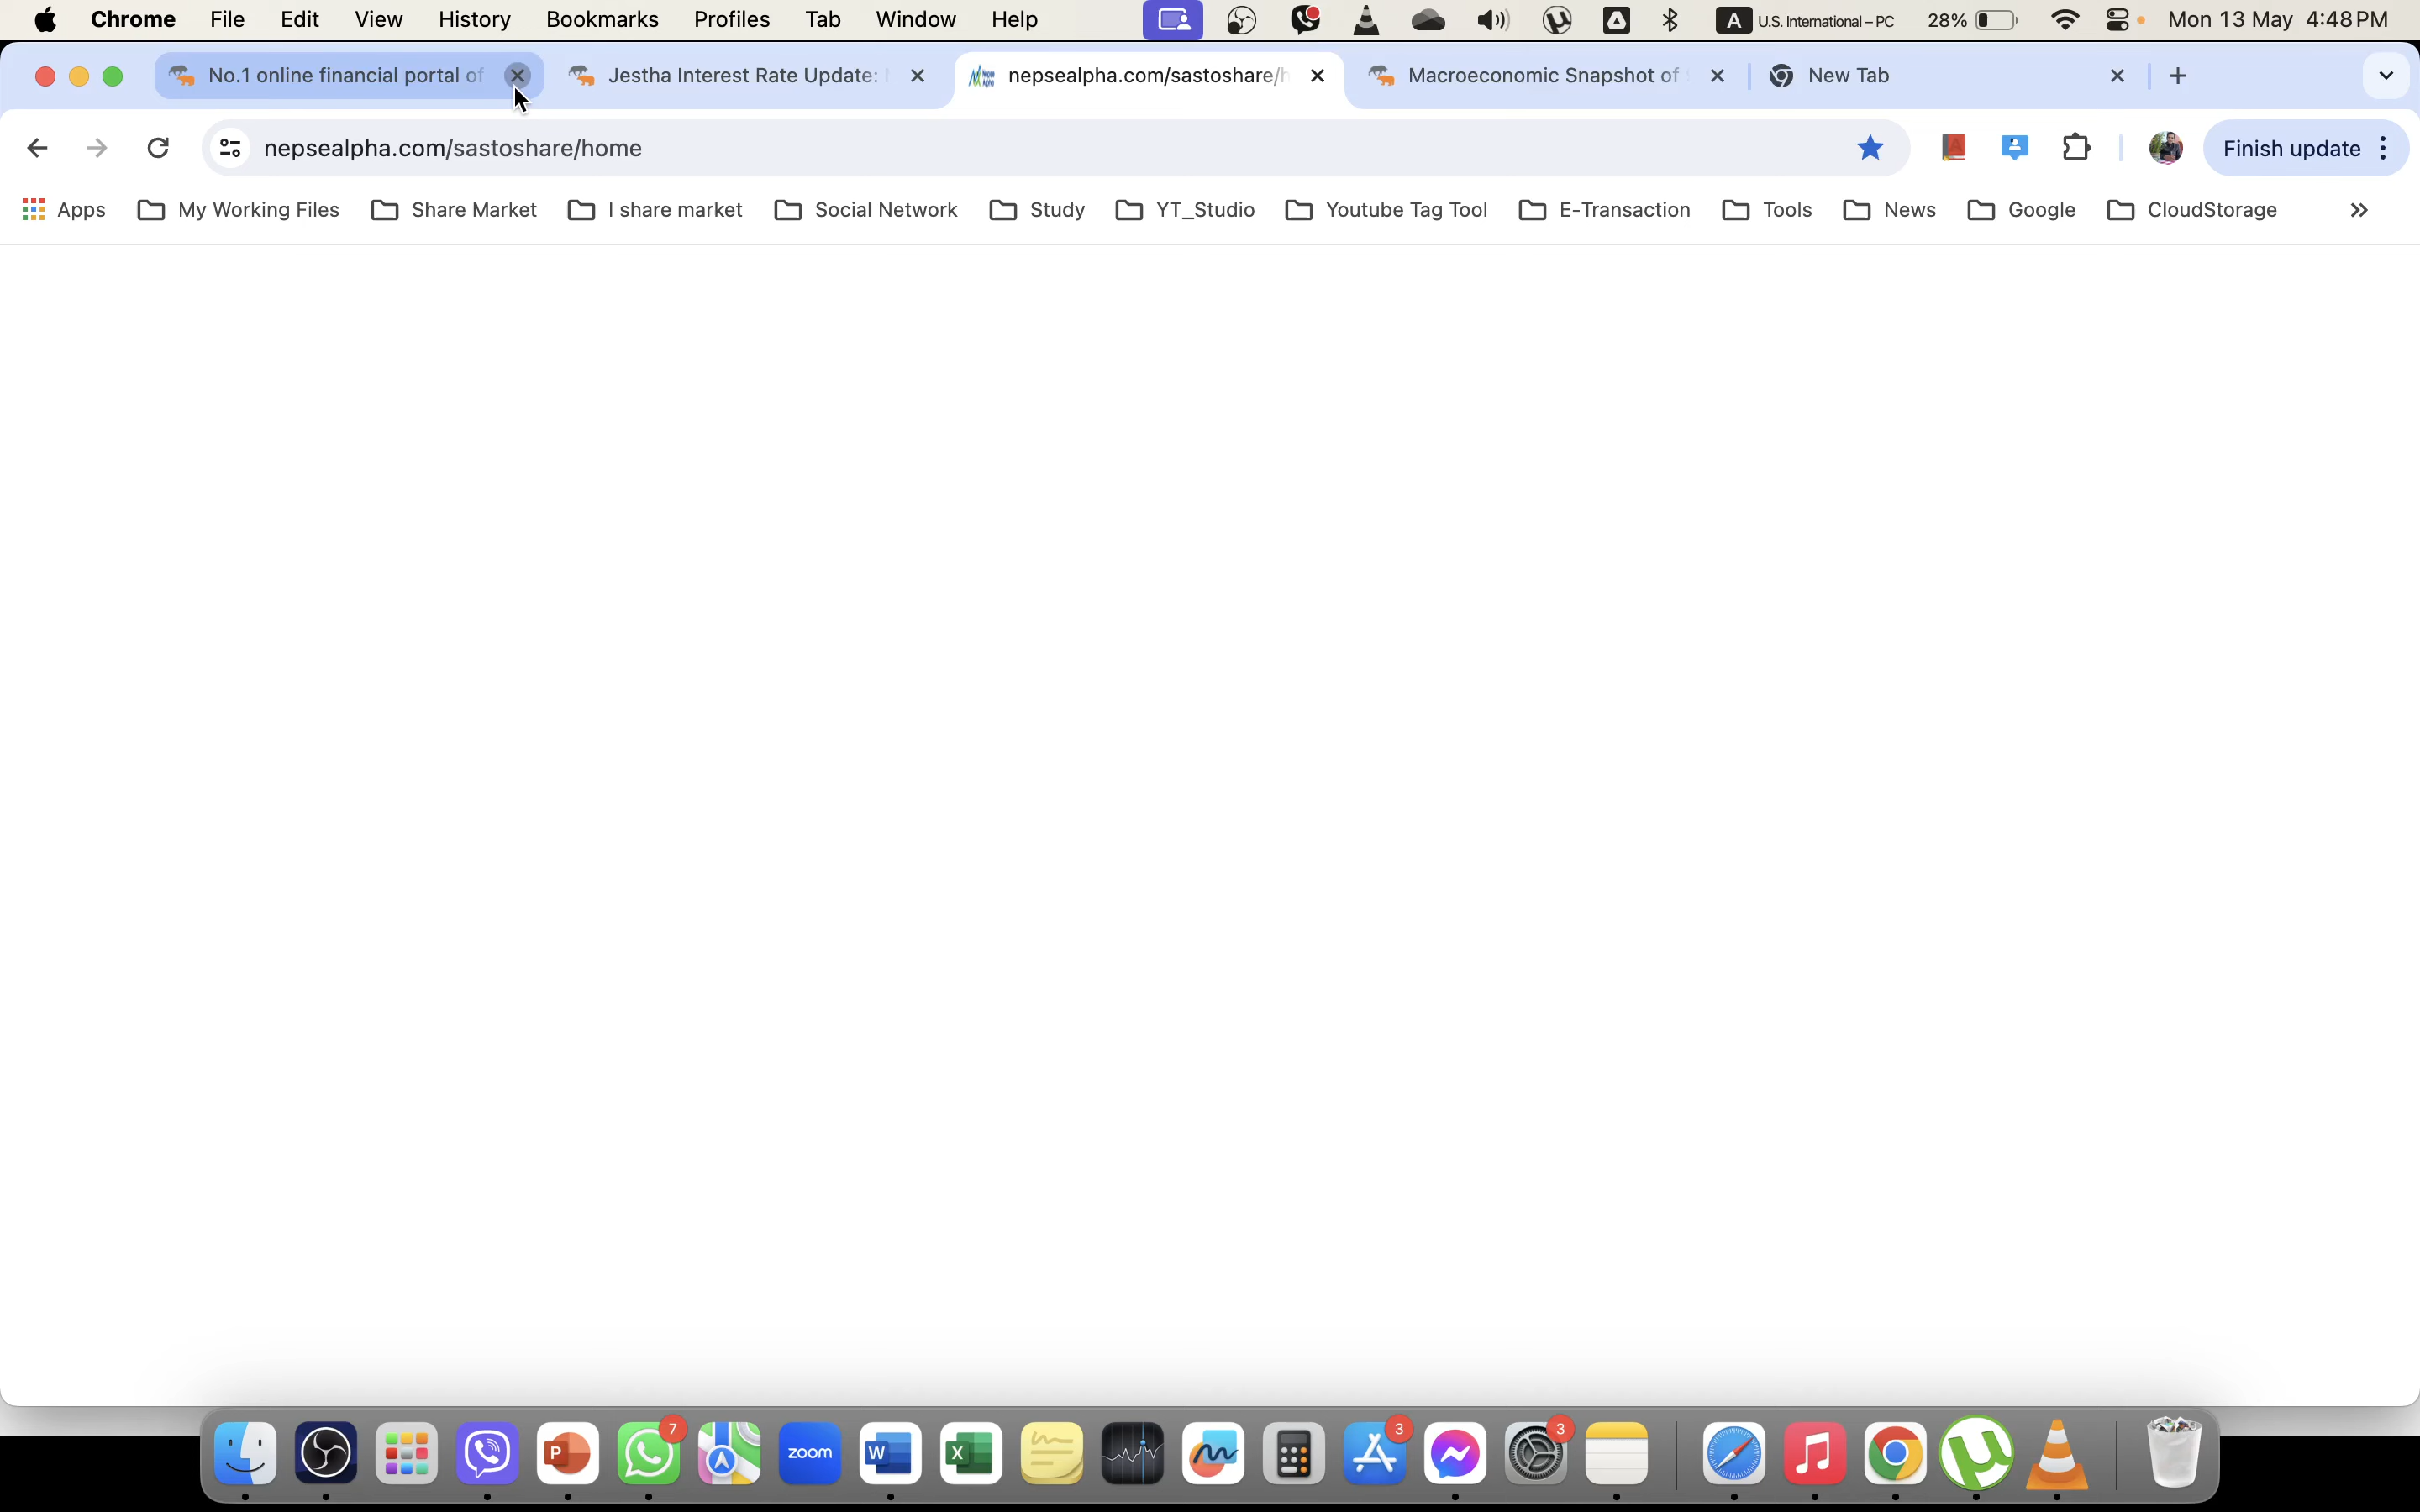 Chrome File Edit View History Bookmarks Profiles Tab Window Help A U.S. International – PC 28% Mon 13 May 4:48 PM
No.1 online financial portal of Jestha Interest Rate Update: nepsealpha.com/sastoshare/h Macroeconomic Snapshot of New Tab
nepsealpha.com/sastoshare/home Finish update
Apps My Working Files Share Market I share market Social Network Study YT_Studio Youtube Tag Tool E-Transaction Tools News Google CloudStorage
7 3 3
P zoom W X